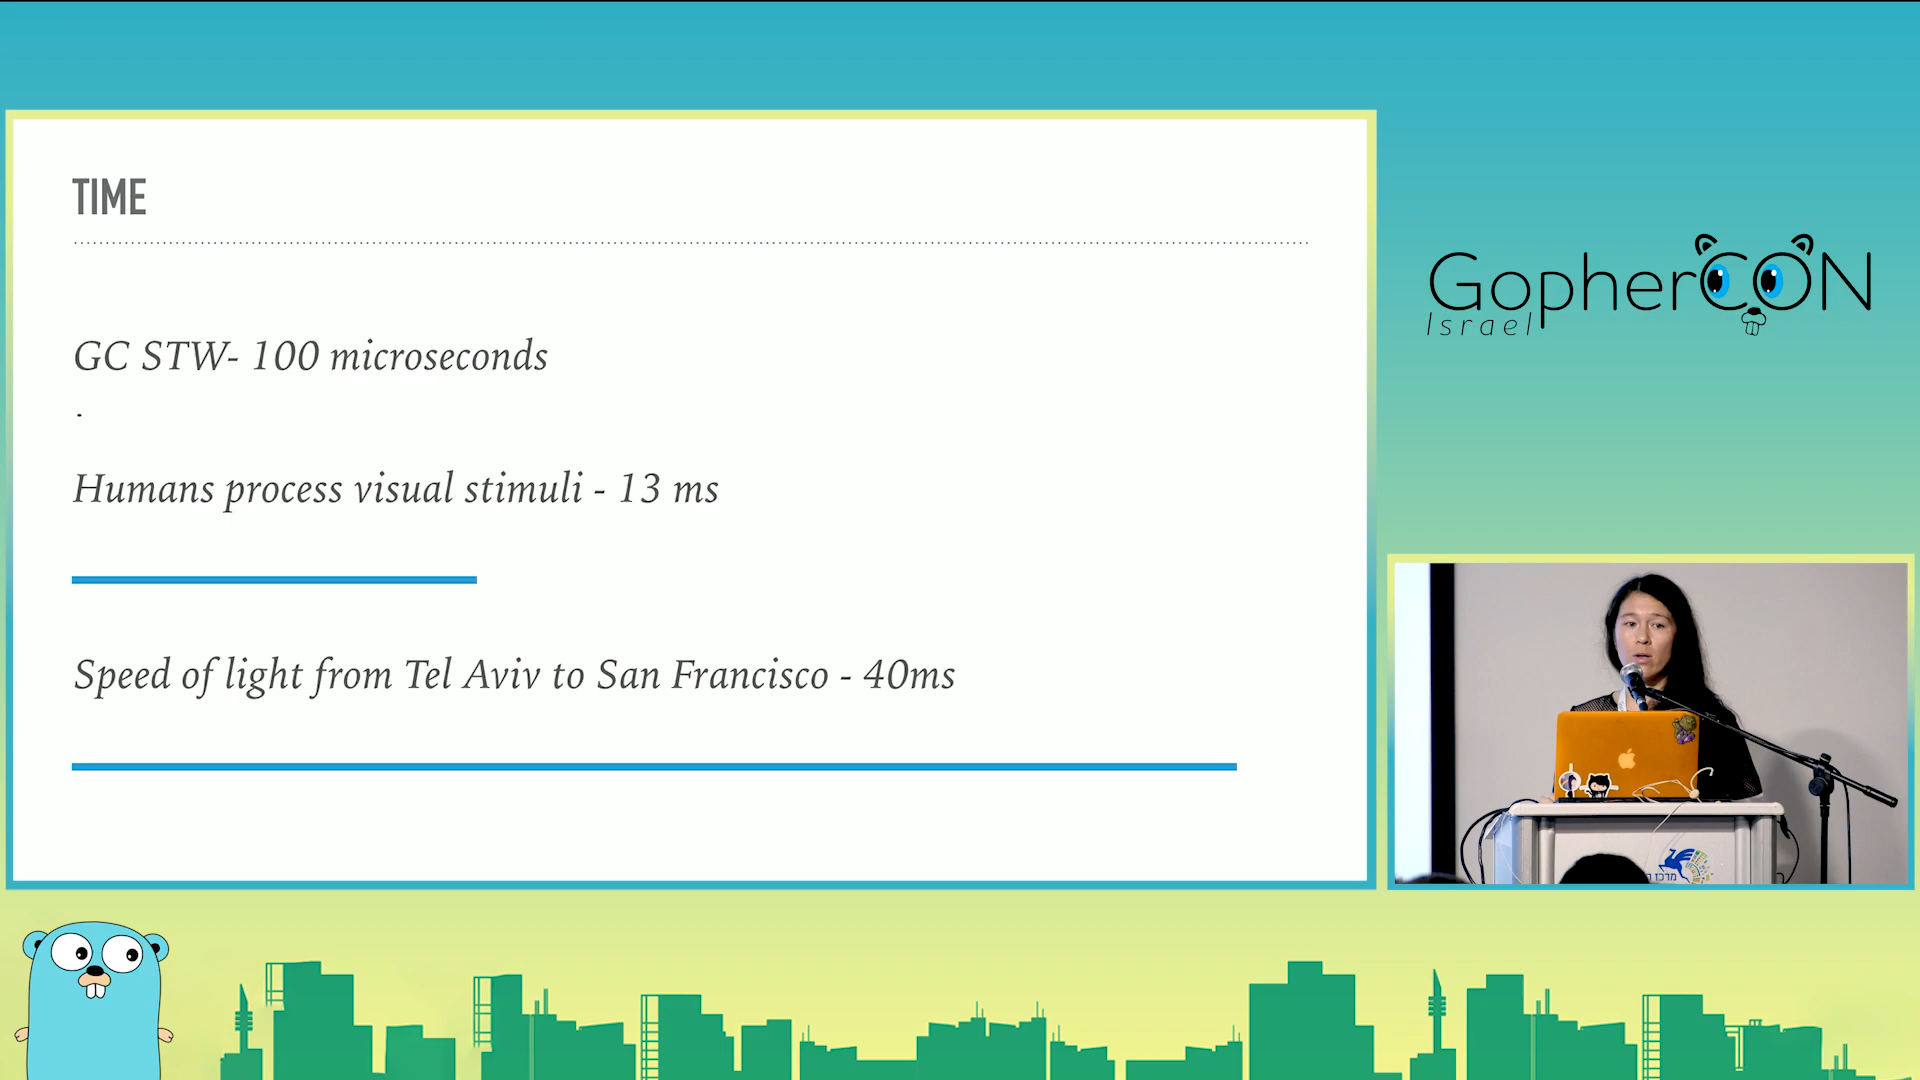 TIME
GC STW- 100 microseconds
.
Humans process visual stimuli - 13 ms
Speed of light from Tel Aviv to San Francisco - 40ms
GopherCON
Israel
מרכז